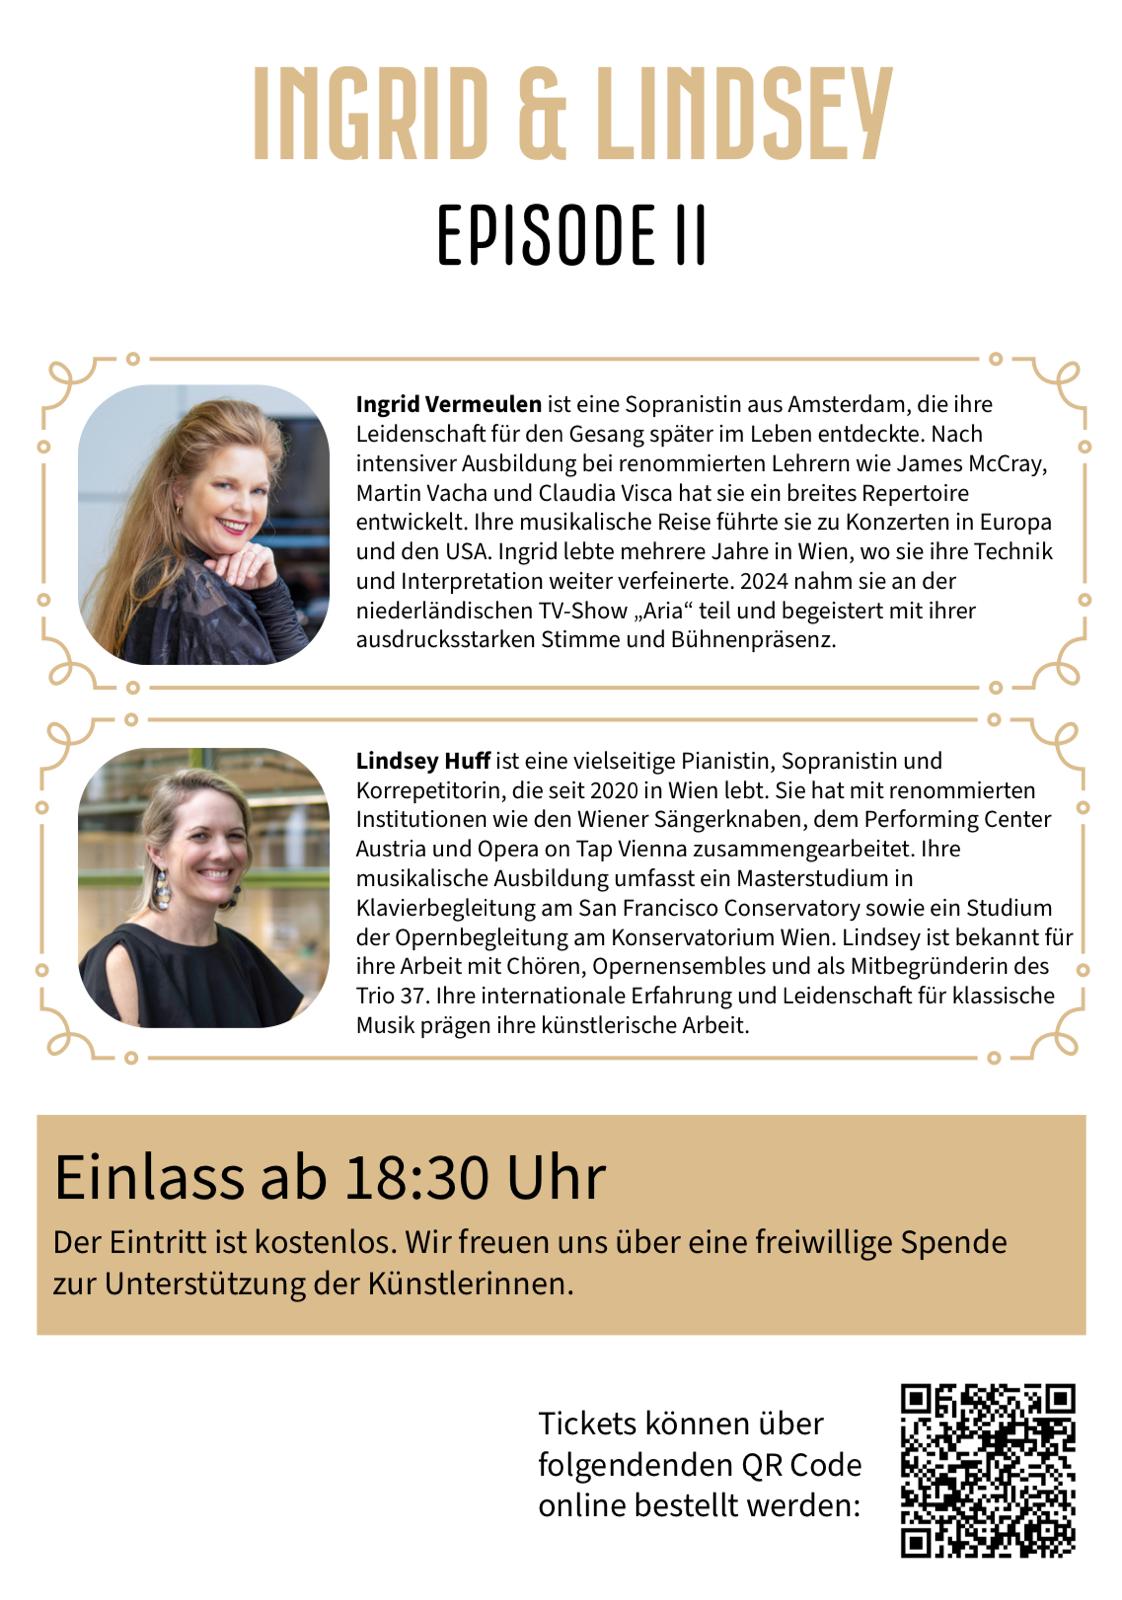 INGRID & LINDSEY
EPISODE II
Ingrid Vermeulen ist eine Sopranistin aus Amsterdam, die ihre
Leidenschaft für den Gesang später im Leben entdeckte. Nach
intensiver Ausbildung bei renommierten Lehrern wie James McCray,
Martin Vacha und Claudia Visca hat sie ein breites Repertoire
entwickelt. Ihre musikalische Reise führte sie zu Konzerten in Europa
und den USA. Ingrid lebte mehrere Jahre in Wien, wo sie ihre Technik
und Interpretation weiter verfeinerte. 2024 nahm sie an der
niederländischen TV-Show „Aria“ teil und begeistert mit ihrer
ausdrucksstarken Stimme und Bühnenpräsenz.
Lindsey Huff ist eine vielseitige Pianistin, Sopranistin und
Korrepetitorin, die seit 2020 in Wien lebt. Sie hat mit renommierten
Institutionen wie den Wiener Sängerknaben, dem Performing Center
Austria und Opera on Tap Vienna zusammengearbeitet. Ihre
musikalische Ausbildung umfasst ein Masterstudium in
Klavierbegleitung am San Francisco Conservatory sowie ein Studium
der Opernbegleitung am Konservatorium Wien. Lindsey ist bekannt für
ihre Arbeit mit Chören, Opernensembles und als Mitbegründerin des
Trio 37. Ihre internationale Erfahrung und Leidenschaft für klassische
Musik prägen ihre künstlerische Arbeit.
Einlass ab 18:30 Uhr
Der Eintritt ist kostenlos. Wir freuen uns über eine freiwillige Spende
zur Unterstützung der Künstlerinnen.
Tickets können über
folgendenden QR Code
online bestellt werden: